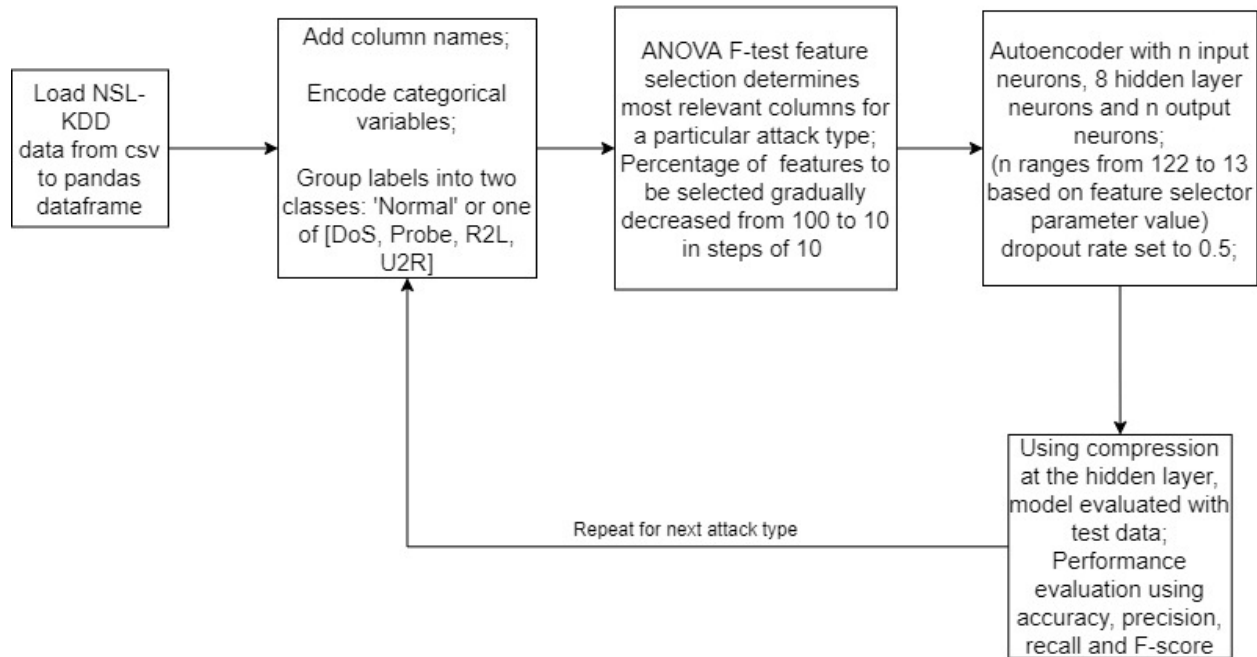 Load NSL-
KDD
data from csv
to pandas
dataframe
Add column names;
Encode categorical
variables;
Group labels into two
classes: 'Normal' or one
of [DoS, Probe, R2L,
U2R]
ANOVA F-test feature
selection determines
most relevant columns for
a particular attack type;
Percentage of features to
be selected gradually
decreased from 100 to 10
in steps of 10
Autoencoder with n input
neurons, 8 hidden layer
neurons and n output
neurons;
(n ranges from 122 to 13
based on feature selector
parameter value)
dropout rate set to 0.5;
Using compression
at the hidden layer,
model evaluated with
test data;
Performance
evaluation using
accuracy, precision,
recall and F-score
Repeat for next attack type